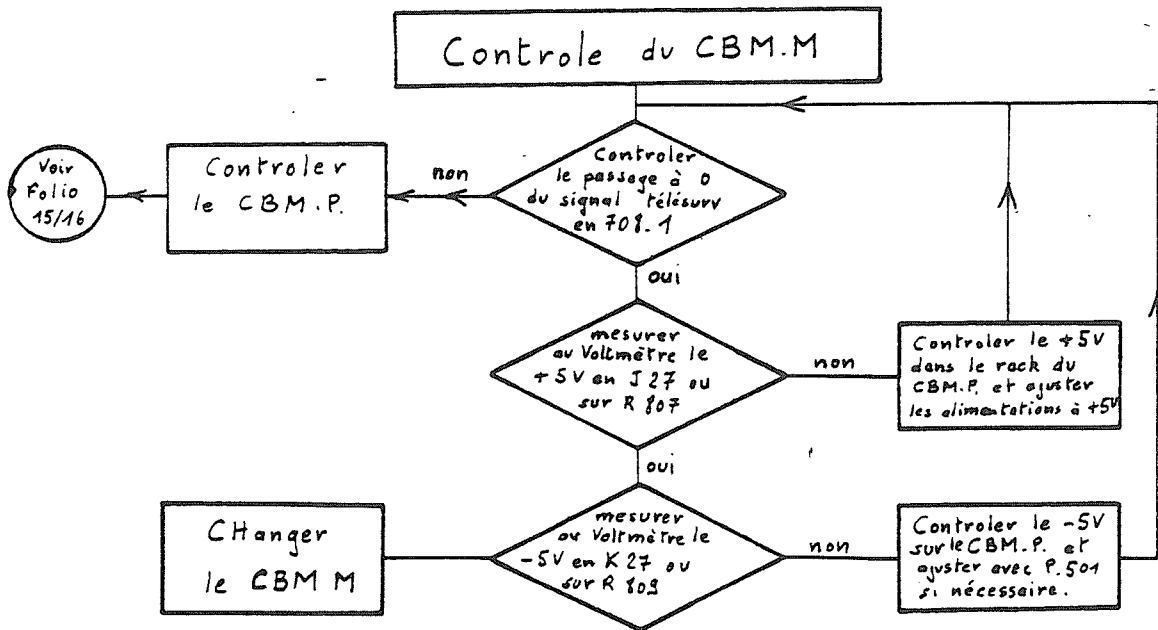 Controle du CBM.M
Controler
le passage à 0
du signal télésurv
en 708-1
non
Controler
le CBM.P.
Voir
Folio
15/16
oui
mesurer
au Voltmètre le
+5V en J27 ou
sur R807
non
Controler le +5V
dans le rack du
CBM.P. et ajuster
les alimentations à +5V
oui
mesurer
au Voltmètre le
-5V en K27 ou
sur R809
non
Controler le -5V
sur le CBM.P. et
ajuster avec P.501
si nécessaire.
CHanger
le CBM M